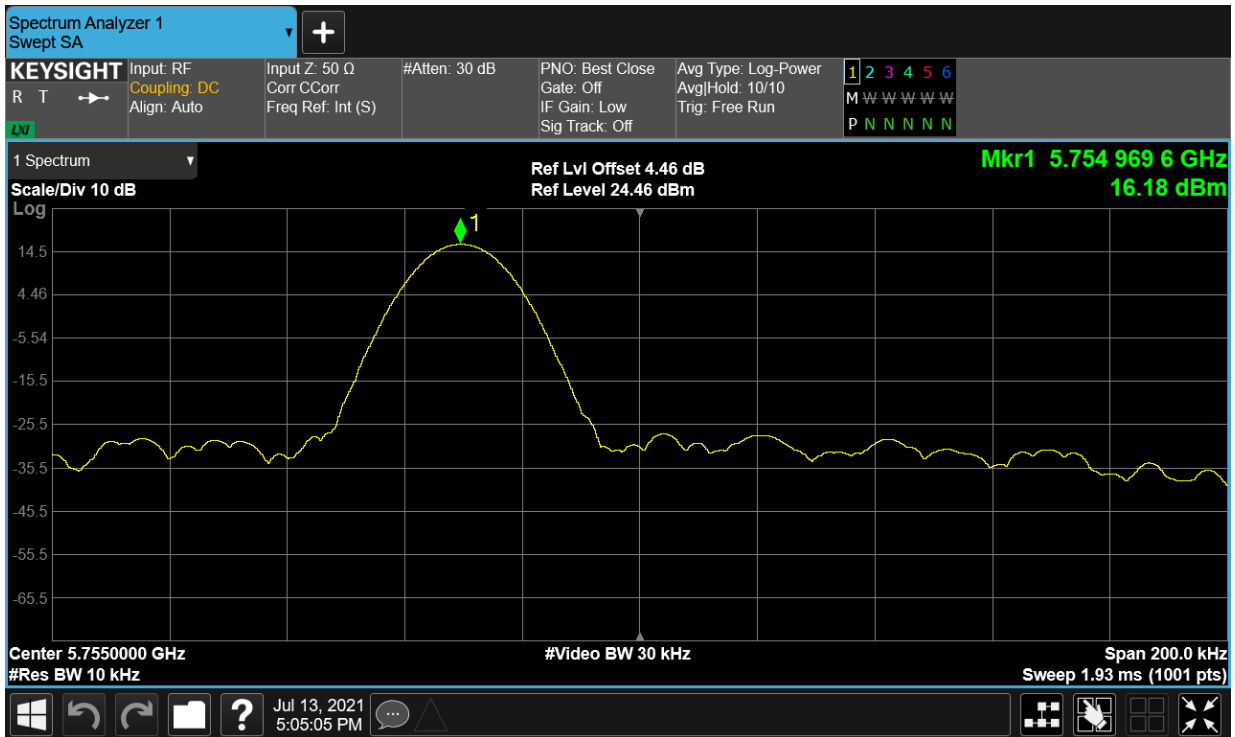 Spectrum Analyzer 1
Swept SA
KEYSIGHT
R T
LXI
Input: RF
Coupling: DC
Align: Auto
Input Z: 50 Ω
Corr CCorr
Freq Ref: Int (S)
#Atten: 30 dB
PNO: Best Close
Gate: Off
IF Gain: Low
Sig Track: Off
Avg Type: Log-Power
Avg|Hold: 10/10
Trig: Free Run
1 2 3 4 5 6
M W W W W W
P N N N N N
1 Spectrum
Scale/Div 10 dB
Log
Ref Lvl Offset 4.46 dB
Ref Level 24.46 dBm
Mkr1 5.754 969 6 GHz
16.18 dBm
1
14.5
4.46
-5.54
-15.5
-25.5
-35.5
-45.5
-55.5
-65.5
Center 5.7550000 GHz
#Res BW 10 kHz
#Video BW 30 kHz
Span 200.0 kHz
Sweep 1.93 ms (1001 pts)
?
Jul 13, 2021
5:05:05 PM